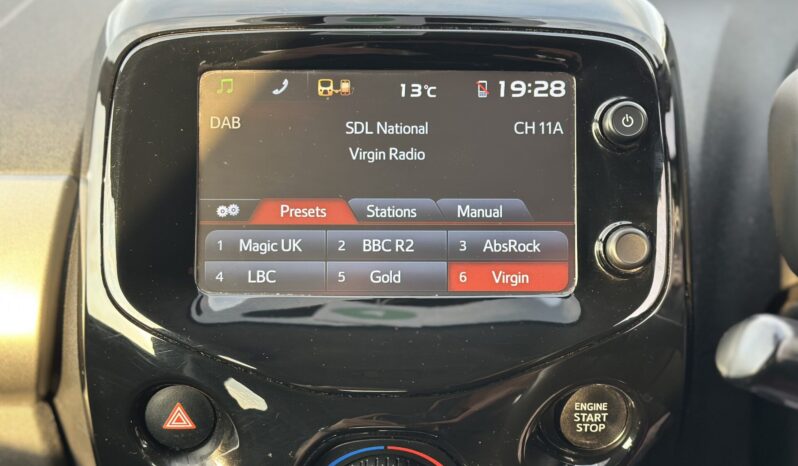 13°C 19:28
DAB SDL National CH 11A
Virgin Radio
Presets Stations Manual
1 Magic UK 2 BBC R2 3 AbsRock
4 LBC 5 Gold 6 Virgin
ENGINE
START
STOP